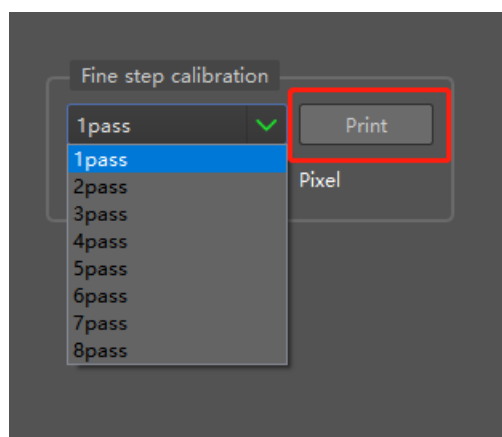 Fine step calibration
1pass
Print
1pass
2pass
Pixel
3pass
4pass
5pass
6pass
7pass
8pass